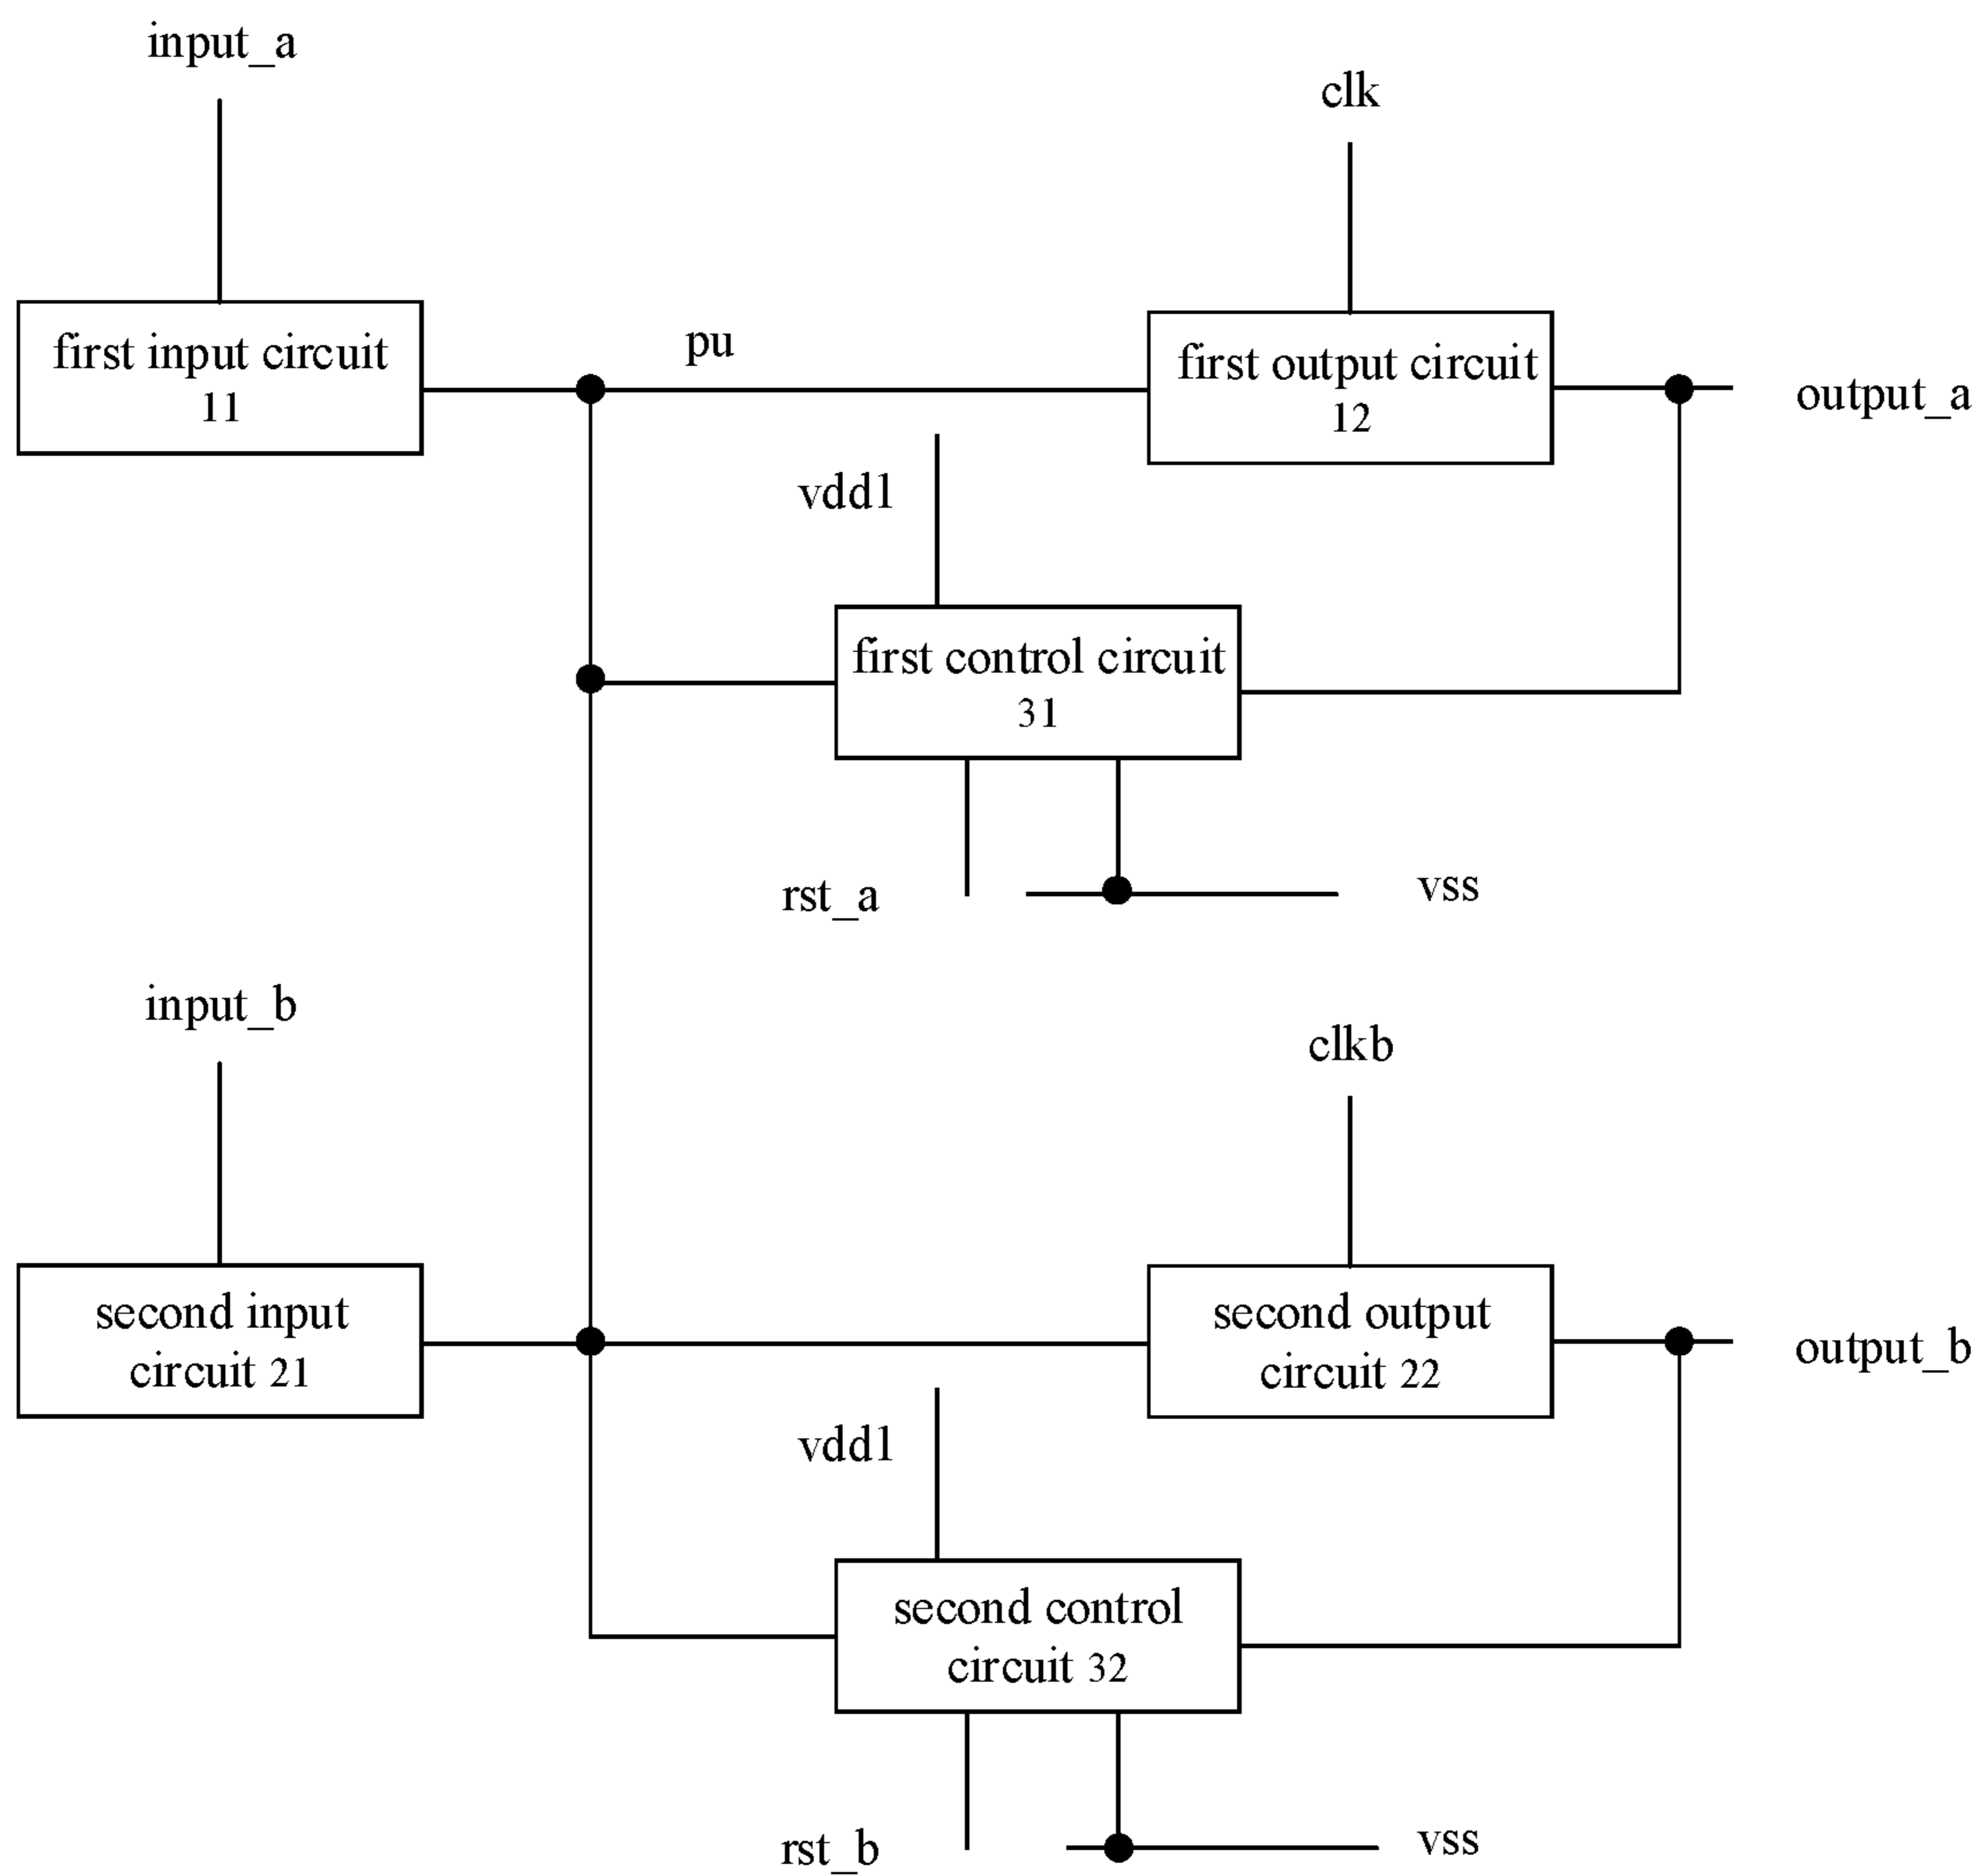 input_a
clk
first input circuit
11
pu
first output circuit
12
output_a
vdd1
first control circuit
31
rst_a
vss
input_b
clkb
second input
circuit 21
second output
circuit 22
output_b
vdd1
second control
circuit 32
rst_b
vss